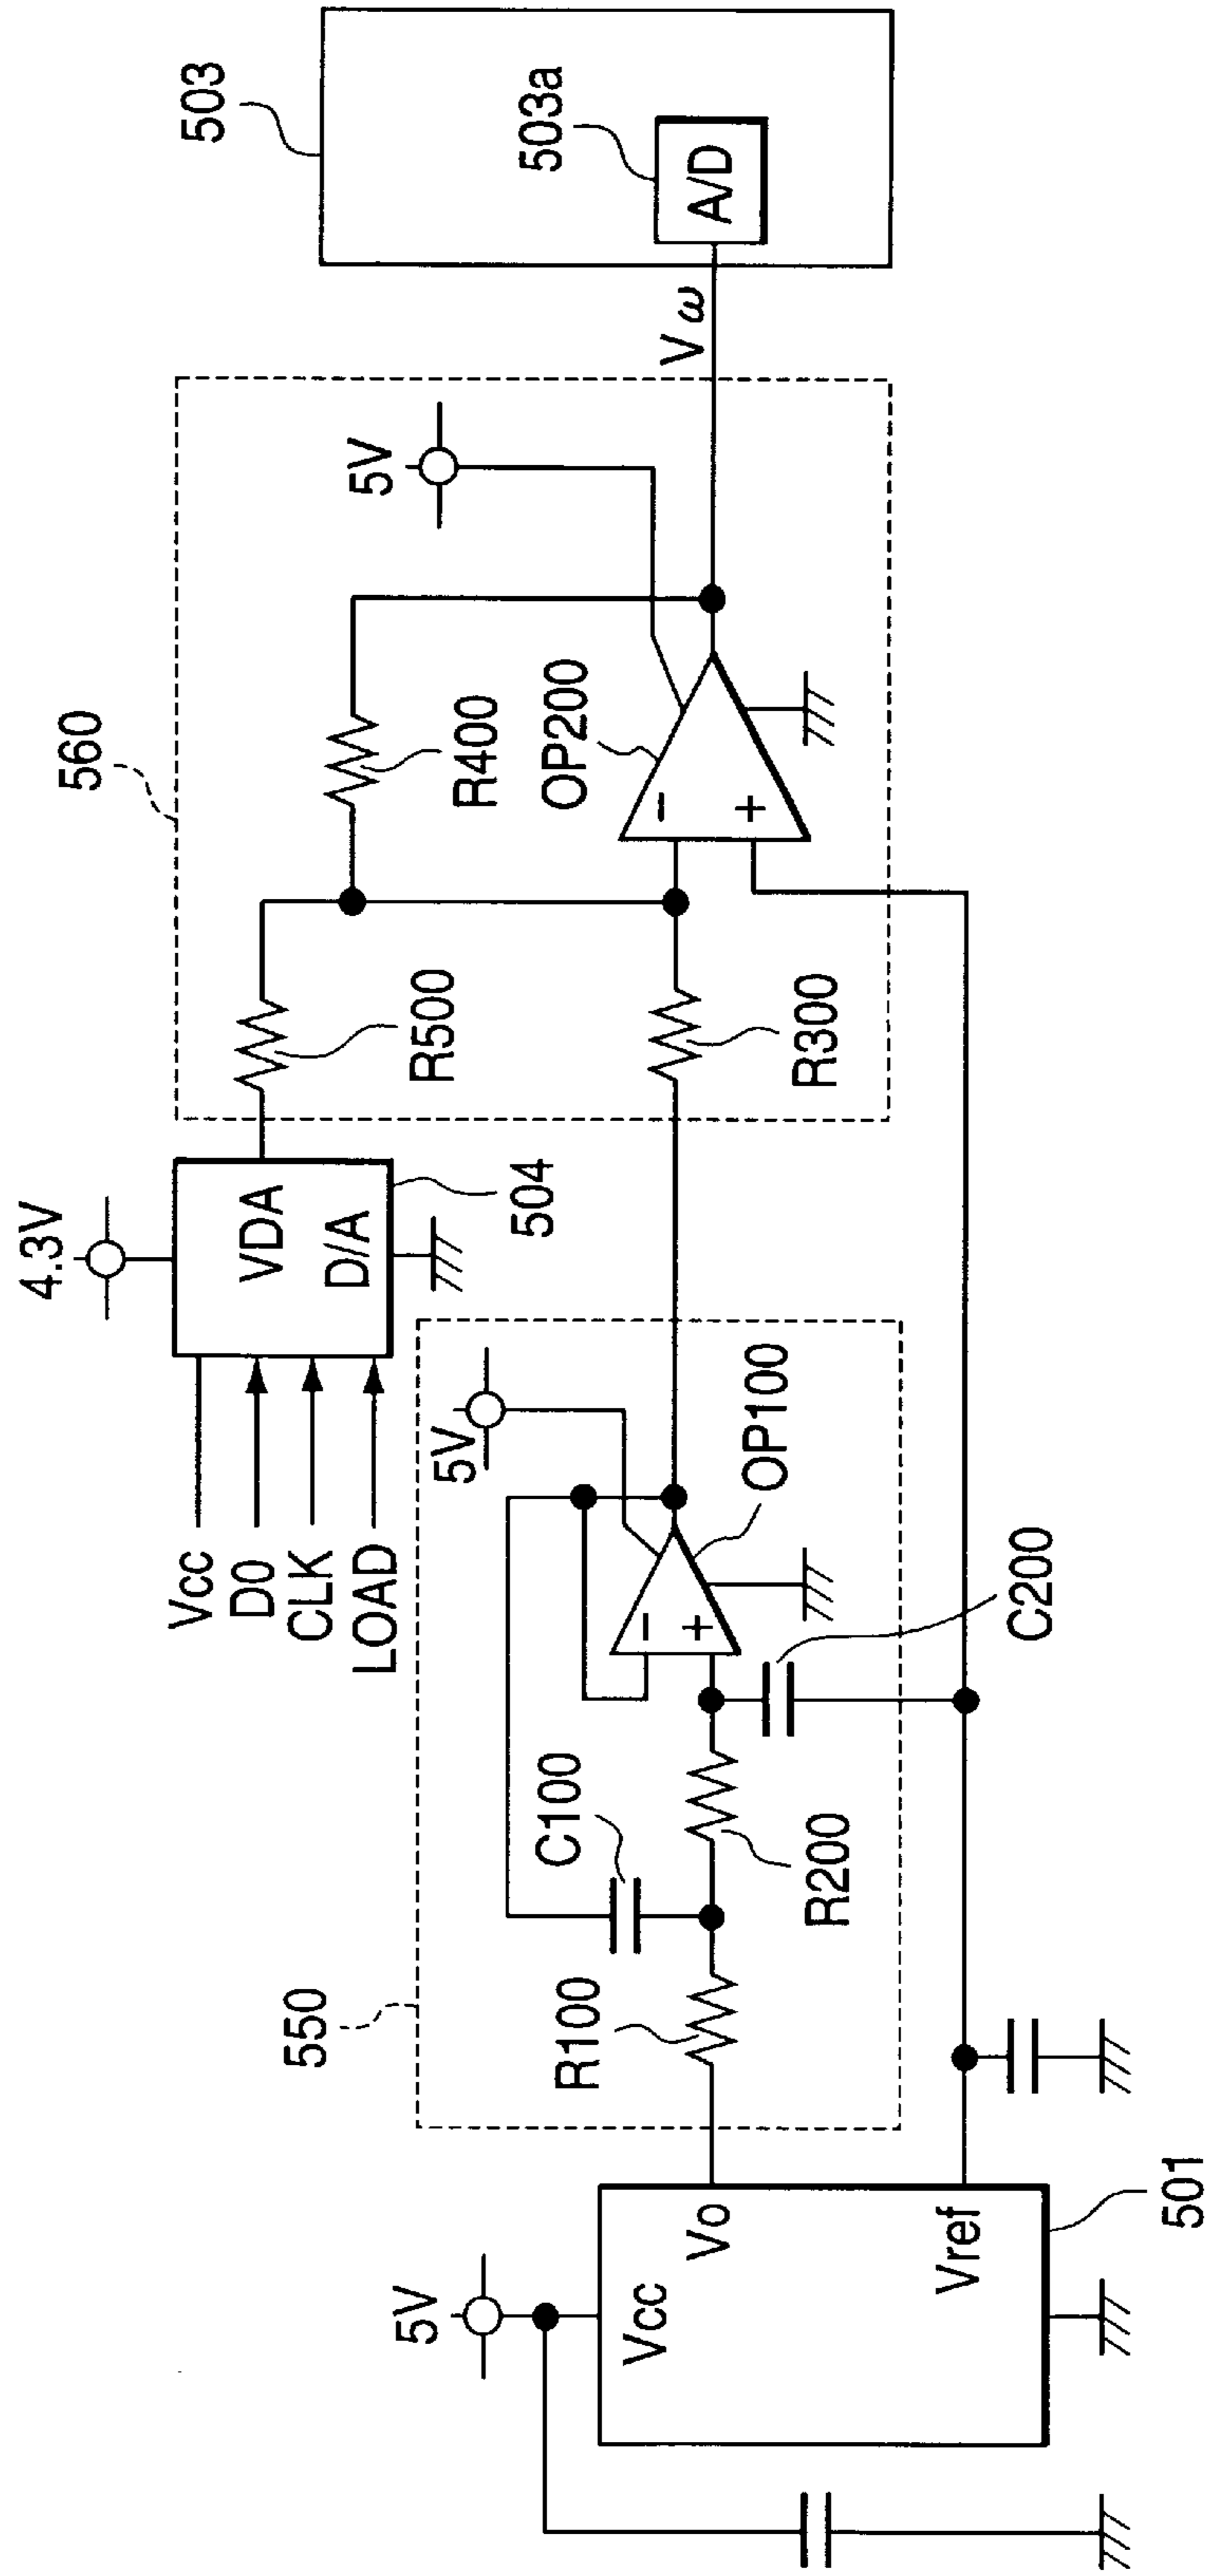 5V
Vcc
Vo
Vref
501
550
R100
C100
R200
C200
5V
OP100
Vcc
D0
CLK
LOAD
4.3V
VDA
D/A
504
560
R500
R300
R400
OP200
5V
Vω
503
503a
A/D